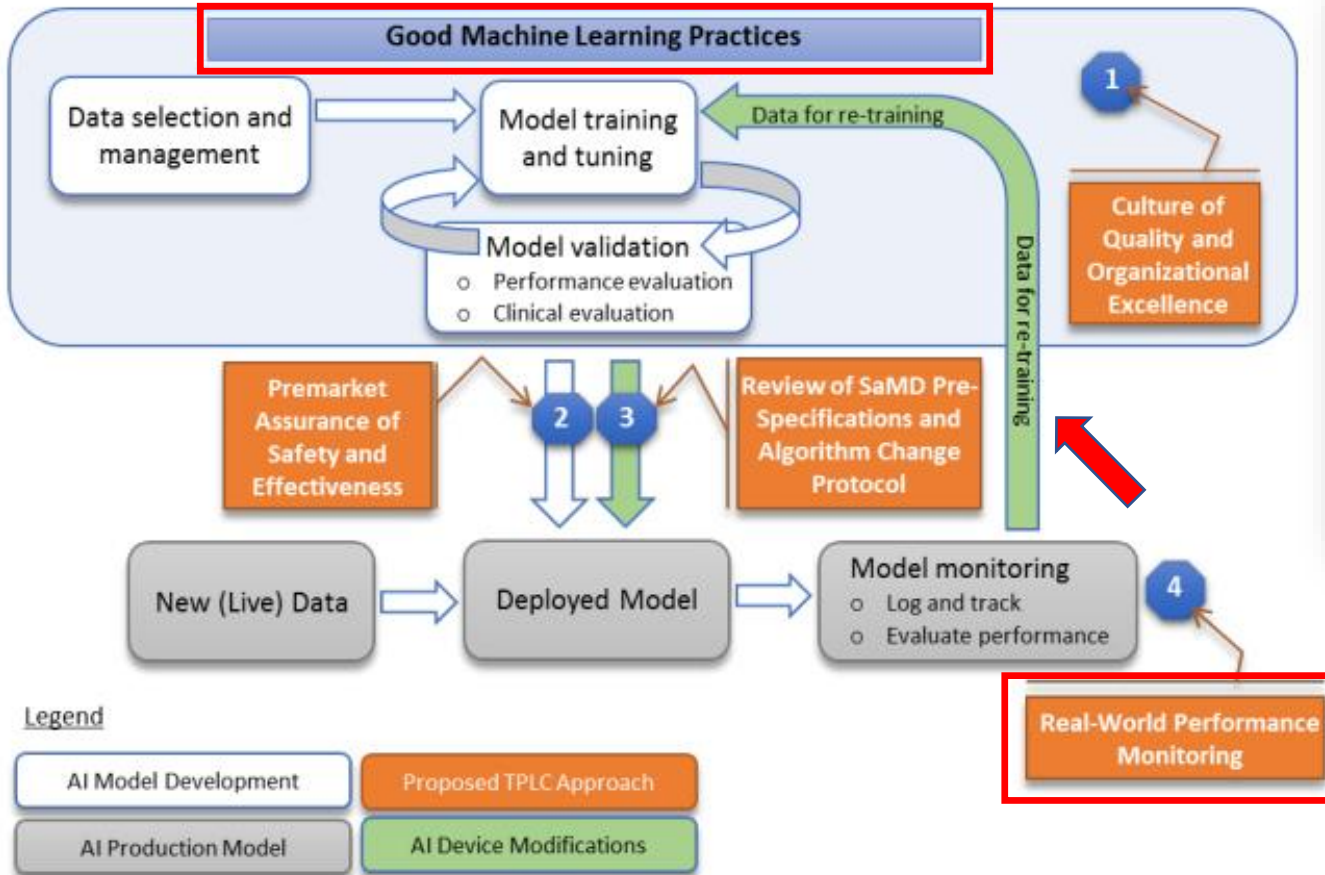 Good Machine Learning Practices
Data selection and
management
Model training
and tuning
Data for re-training
1
Culture of
Quality and
Organizational
Excellence
Model validation
o Performance evaluation
o Clinical evaluation
Data for re-training
Premarket
Assurance of
Safety and
Effectiveness
2
3
Review of SaMD Pre-
Specifications and
Algorithm Change
Protocol
New (Live) Data
Deployed Model
Model monitoring
o Log and track
o Evaluate performance
4
Real-World Performance
Monitoring
Legend
AI Model Development
Proposed TPLC Approach
AI Production Model
AI Device Modifications